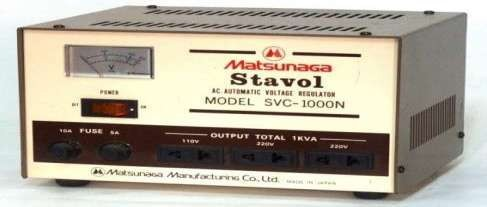 V
Matsunaga
Stavol
AC. AUTOMATIC VOLTAGE REGULATOR
MODEL SVC-1000N
POWER
ON
10A FUSE 5A
OUTPUT TOTAL 1KVA
110V 220V 220V
Matsunaga Manufacturing Co., Ltd. MADE IN JAPAN